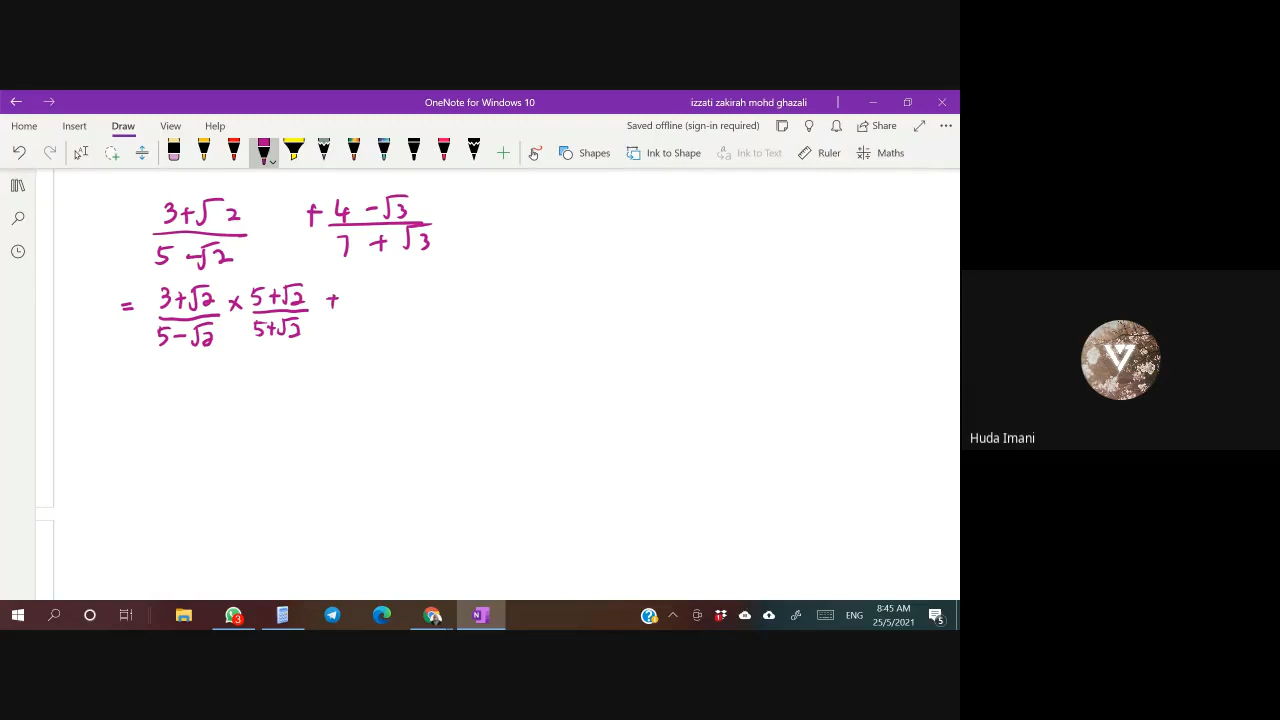 OneNote for Windows 10
izzati zakirah mohd ghazali
Home Insert Draw View Help
Saved offline (sign-in required)
Share
Shapes
Ink to Shape
Ink to Text
Ruler
Maths
3+√2 / 5-√2 + 4-√3 / 7+√3
= 3+√2 / 5-√2 × 5+√2 / 5+√2 +
Huda Imani
3
ENG
8:45 AM
25/5/2021
5